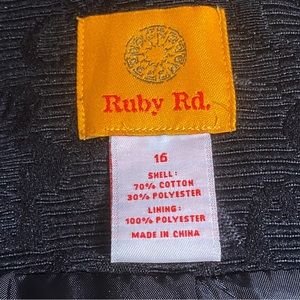 Ruby Rd.
16
SHELL:
70% COTTON
30% POLYESTER
LINING:
100% POLYESTER
MADE IN CHINA